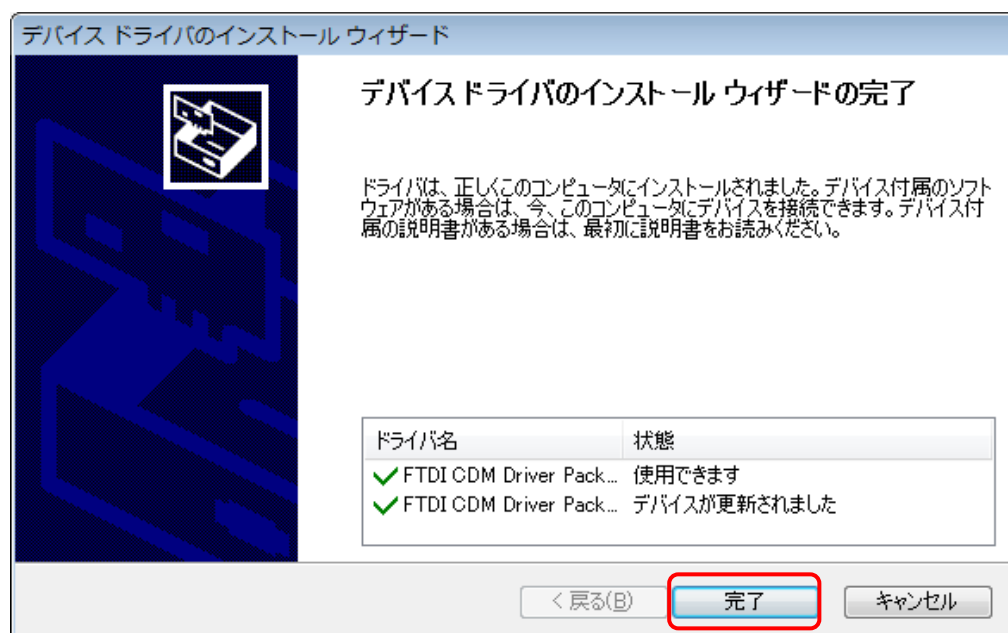 デバイス ドライバのインストール ウィザード
デバイス ドライバのインストール ウィザードの完了
ドライバは、正しくこのコンピュータにインストールされました。デバイス付属のソフト
ウェアがある場合は、今、このコンピュータにデバイスを接続できます。デバイス付
属の説明書がある場合は、最初に説明書をお読みください。
ドライバ名 状態
FTDI CDM Driver Pack... 使用できます
FTDI CDM Driver Pack... デバイスが更新されました
< 戻る(B) 完了 キャンセル